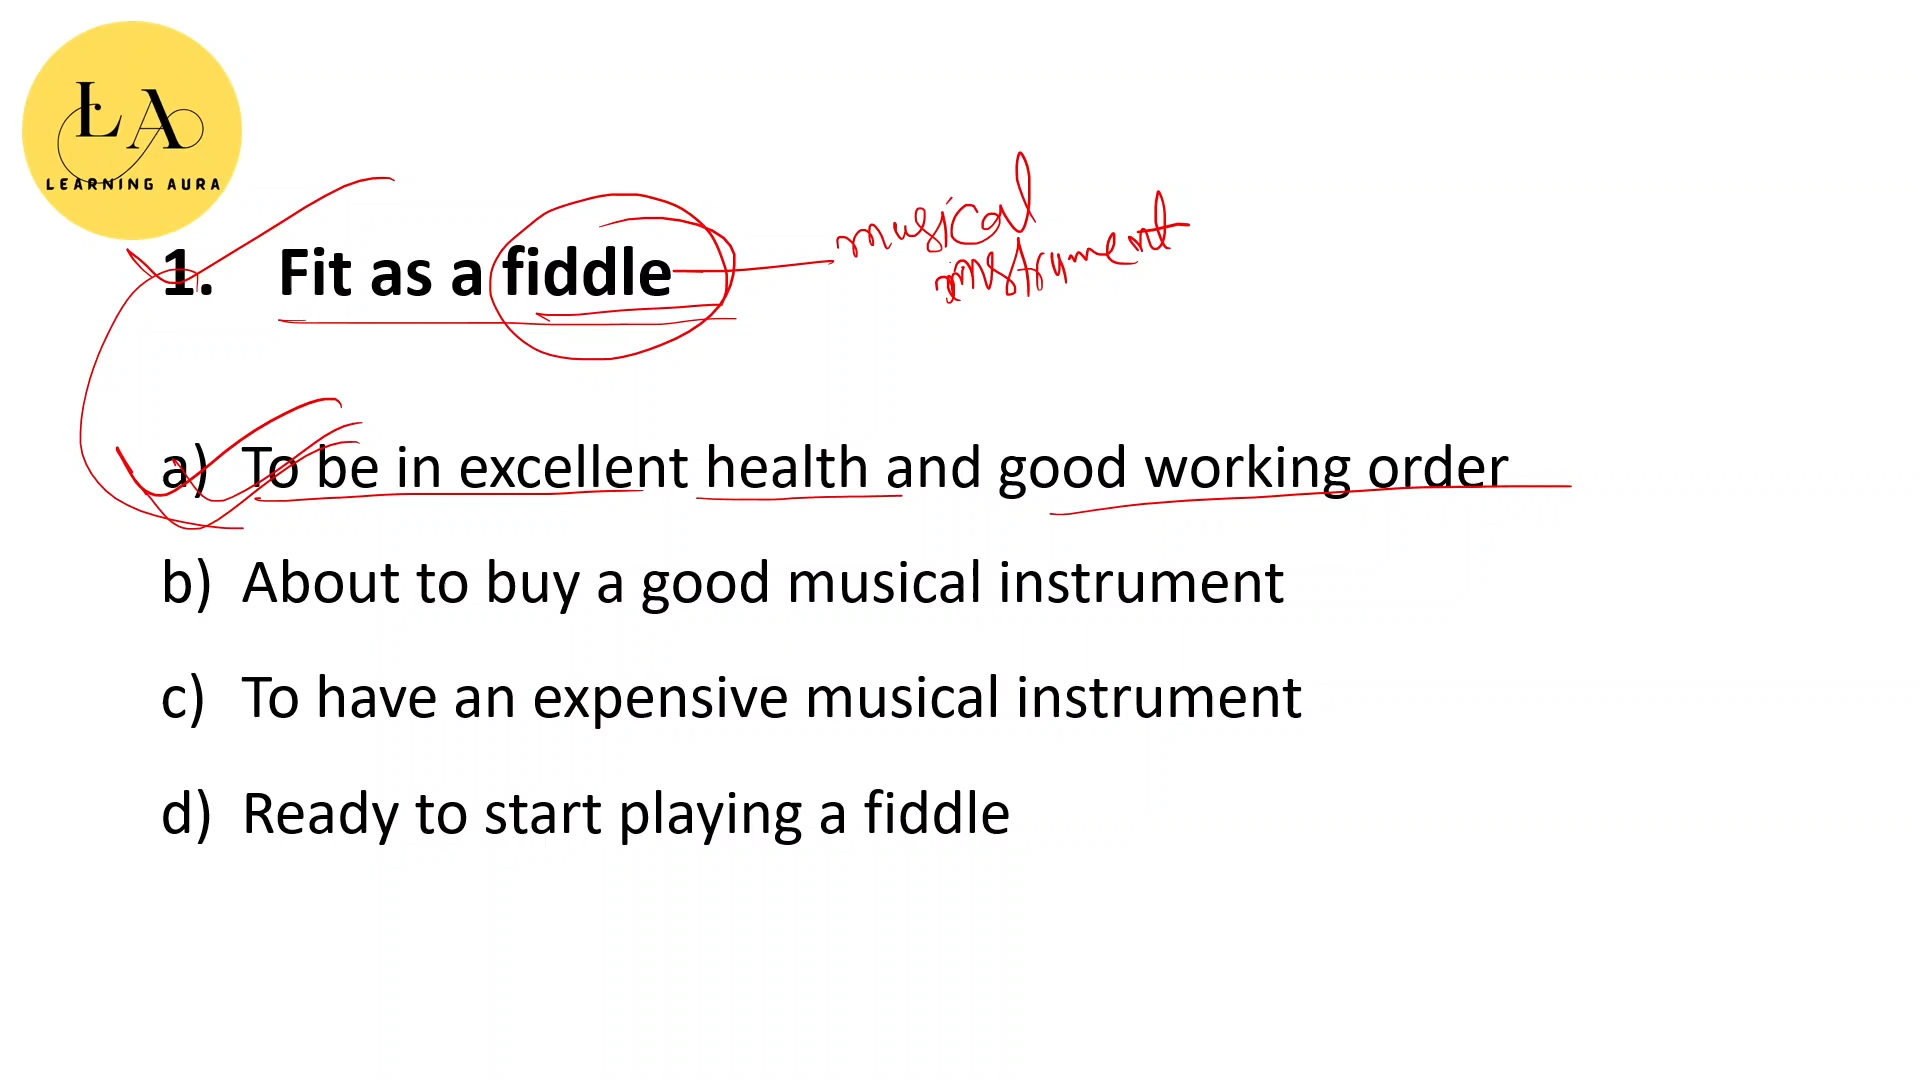 LA
LEARNING AURA
musical
instrument
1. Fit as a fiddle
a) To be in excellent health and good working order
b) About to buy a good musical instrument
c) To have an expensive musical instrument
d) Ready to start playing a fiddle